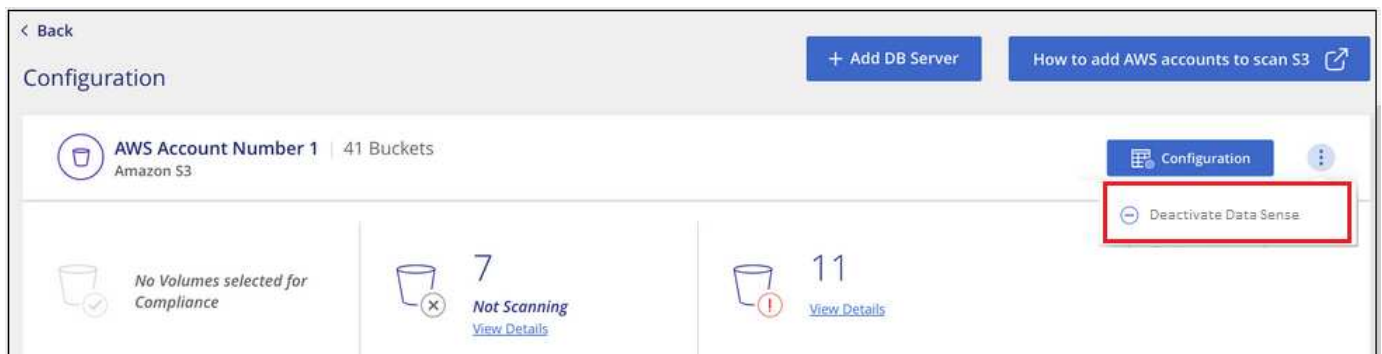 < Back
Configuration
+ Add DB Server
How to add AWS accounts to scan S3
AWS Account Number 1 | 41 Buckets
Amazon S3
Configuration
Deactivate Data Sense
No Volumes selected for
Compliance
7
Not Scanning
View Details
11
View Details